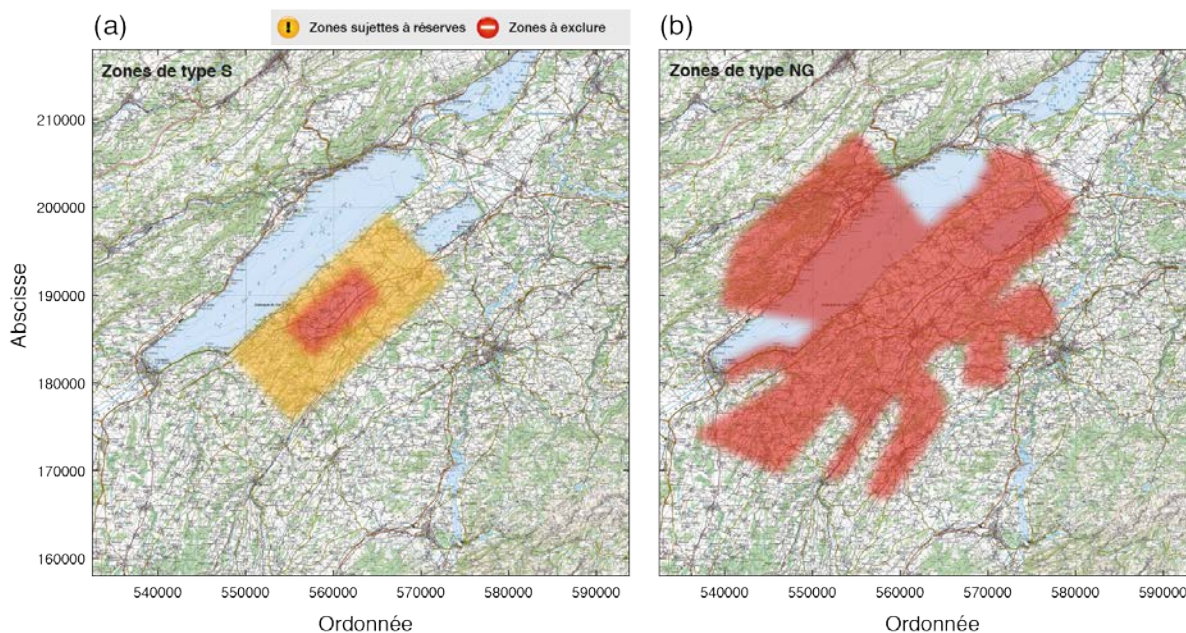 (a)
! Zones sujettes à réserves Zones à exclure
(b)
Zones de type S
Zones de type NG
210000
200000
190000
180000
170000
160000
Abscisse
540000 550000 560000 570000 580000 590000
540000 550000 560000 570000 580000 590000
Ordonnée
Ordonnée